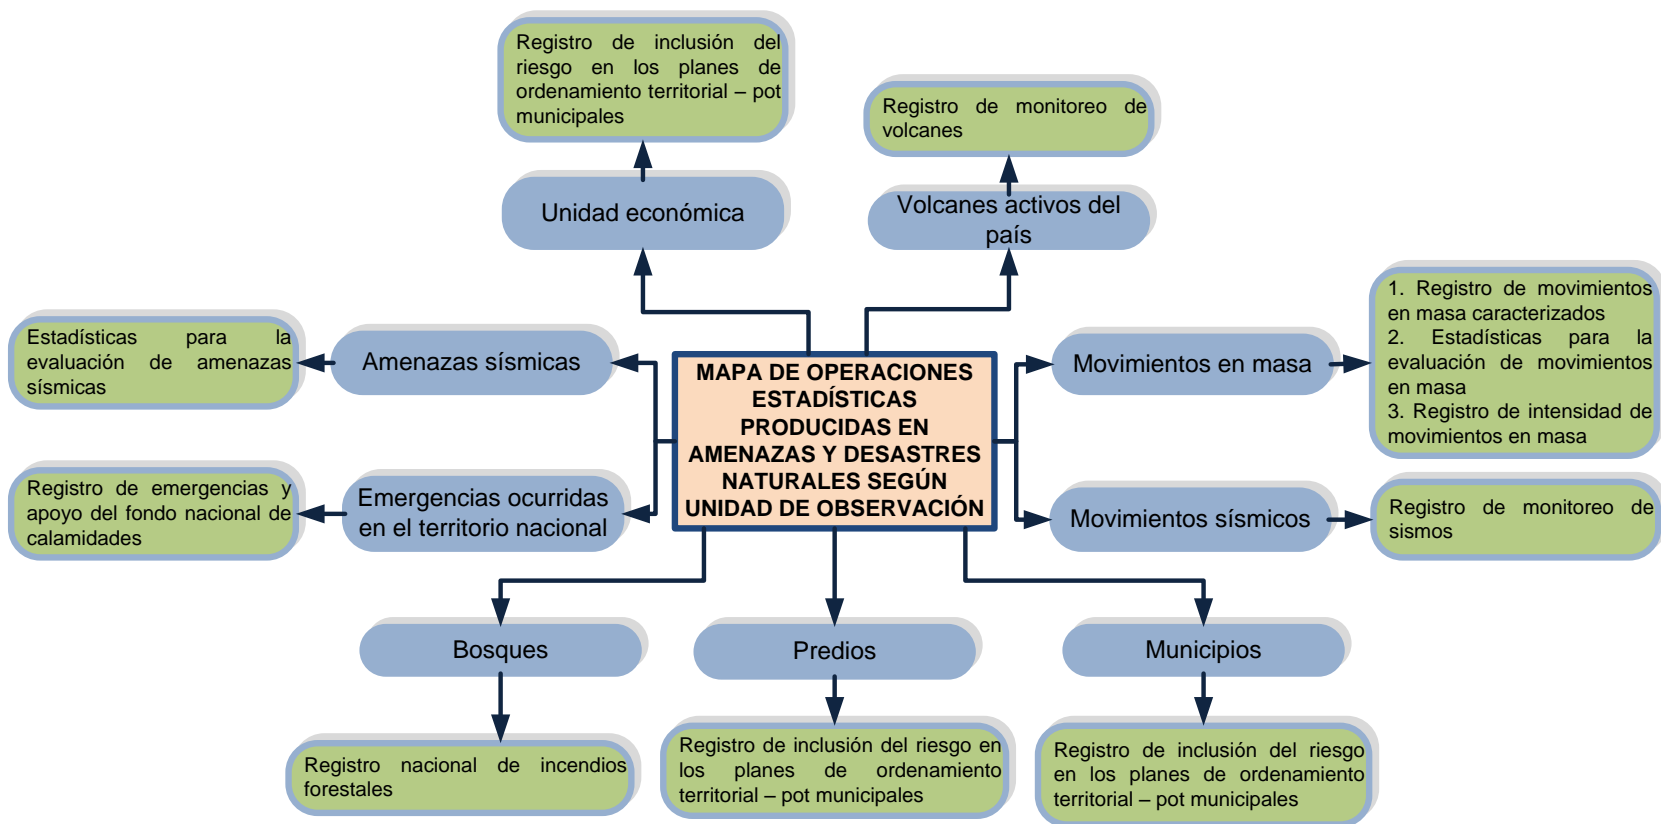 Registro de inclusión del
riesgo en los planes de
ordenamiento territorial – pot
municipales
Registro de monitoreo de
volcanes
Unidad económica
Volcanes activos del
país
Estadísticas para la
evaluación de amenazas
sísmicas
Amenazas sísmicas
MAPA DE OPERACIONES
ESTADÍSTICAS
PRODUCIDAS EN
AMENAZAS Y DESASTRES
NATURALES SEGÚN
UNIDAD DE OBSERVACIÓN
Movimientos en masa
1. Registro de movimientos
en masa caracterizados
2. Estadísticas para la
evaluación de movimientos
en masa
3. Registro de intensidad de
movimientos en masa
Registro de emergencias y
apoyo del fondo nacional de
calamidades
Emergencias ocurridas
en el territorio nacional
Movimientos sísmicos
Registro de monitoreo de
sismos
Bosques
Predios
Municipios
Registro nacional de incendios
forestales
Registro de inclusión del riesgo en
los planes de ordenamiento
territorial – pot municipales
Registro de inclusión del riesgo
en los planes de ordenamiento
territorial – pot municipales